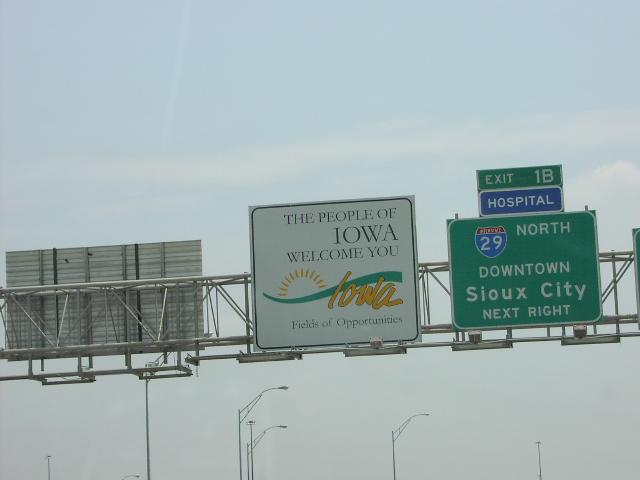 THE PEOPLE OF
IOWA
WELCOME YOU
Iowa
Fields of Opportunities
EXIT 1B
HOSPITAL
29 NORTH
DOWNTOWN
Sioux City
NEXT RIGHT